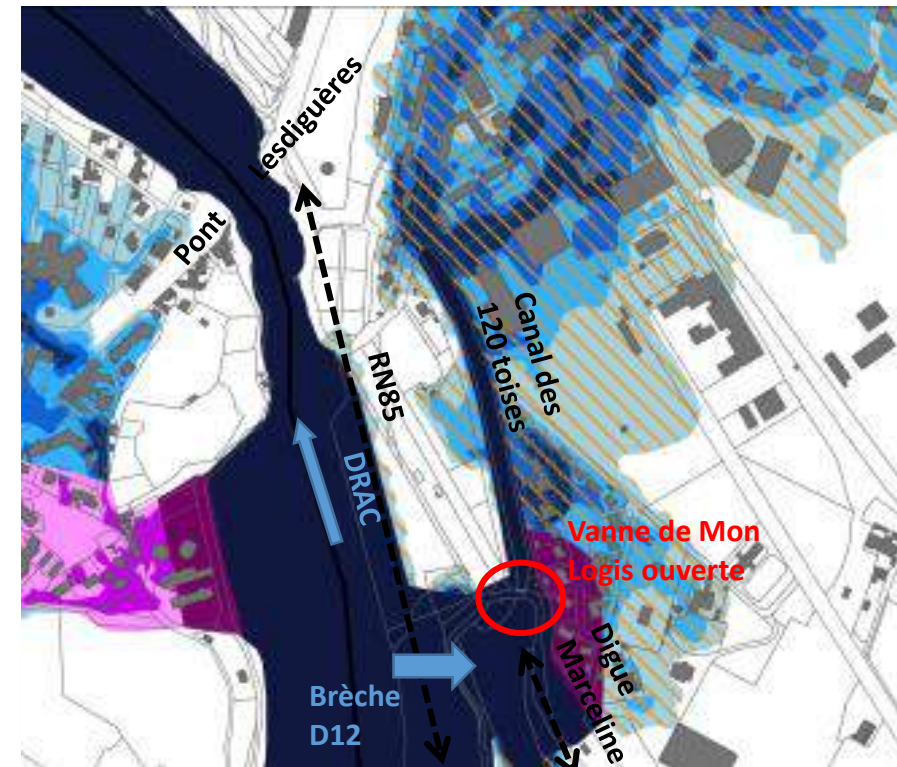 Pont
Lesdiguères
RN85
DRAC
Canal des
120 toises
Vanne de Mon
Logis ouverte
Digue
Marceline
Brèche
D12